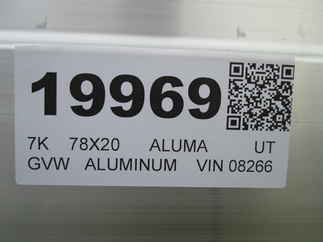 19969
7K 78X20 ALUMA UT
GVW ALUMINUM VIN 08266